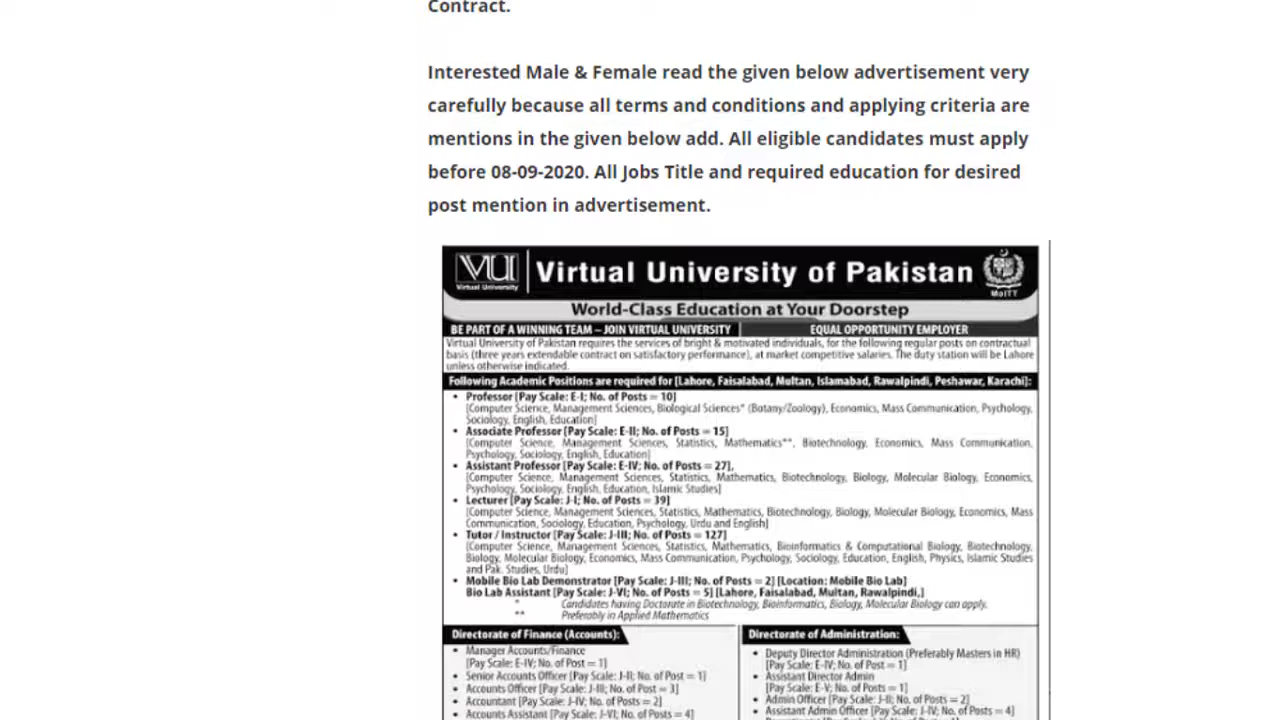 Contract.
Interested Male & Female read the given below advertisement very
carefully because all terms and conditions and applying criteria are
mentions in the given below add. All eligible candidates must apply
before 08-09-2020. All Jobs Title and required education for desired
post mention in advertisement.
VU
Virtual University
Virtual University of Pakistan
MoITT
World-Class Education at Your Doorstep
BE PART OF A WINNING TEAM – JOIN VIRTUAL UNIVERSITY
EQUAL OPPORTUNITY EMPLOYER
Virtual University of Pakistan requires the services of bright & motivated individuals, for the following regular posts on contractual
basis (three years extendable contract on satisfactory performance), at market competitive salaries. The duty station will be Lahore
unless otherwise indicated.
Following Academic Positions are required for [Lahore, Faisalabad, Multan, Islamabad, Rawalpindi, Peshawar, Karachi]:
• Professor [Pay Scale: E-I; No. of Posts = 10]
[Computer Science, Management Sciences, Biological Sciences* (Botany/Zoology), Economics, Mass Communication, Psychology,
Sociology, English, Education]
• Associate Professor [Pay Scale: E-II; No. of Posts = 15]
[Computer Science, Management Sciences, Statistics, Mathematics**, Biotechnology, Economics, Mass Communication,
Psychology, Sociology, English, Education]
• Assistant Professor [Pay Scale: E-IV; No. of Posts = 27],
[Computer Science, Management Sciences, Statistics, Mathematics, Biotechnology, Biology, Molecular Biology, Economics,
Psychology, Sociology, English, Education, Islamic Studies]
• Lecturer [Pay Scale: J-I; No. of Posts = 39]
[Computer Science, Management Sciences, Statistics, Mathematics, Biotechnology, Biology, Molecular Biology, Economics, Mass
Communication, Sociology, Education, Psychology, Urdu and English]
• Tutor / Instructor [Pay Scale: J-III; No. of Posts = 127]
[Computer Science, Management Sciences, Statistics, Mathematics, Bioinformatics & Computational Biology, Biotechnology,
Biology, Molecular Biology, Economics, Mass Communication, Psychology, Sociology, Education, English, Physics, Islamic Studies
and Pak. Studies, Urdu]
• Mobile Bio Lab Demonstrator [Pay Scale: J-III; No. of Posts = 2] [Location: Mobile Bio Lab]
Bio Lab Assistant [Pay Scale: J-VI; No. of Posts = 5] [Lahore, Faisalabad, Multan, Rawalpindi,]
* Candidates having Doctorate in Biotechnology, Bioinformatics, Biology, Molecular Biology can apply.
** Preferably in Applied Mathematics
Directorate of Finance (Accounts):
• Manager Accounts/Finance
[Pay Scale: E-IV; No. of Post = 1]
• Senior Accounts Officer [Pay Scale: J-II; No. of Post = 1]
• Accounts Officer [Pay Scale: J-III; No. of Post = 3]
• Accountant [Pay Scale: J-IV; No. of Posts = 2]
• Accounts Assistant [Pay Scale: J-VI; No. of Posts = 4]
Directorate of Administration:
• Deputy Director Administration (Preferably Masters in HR)
[Pay Scale: E-IV; No. of Post = 1]
• Assistant Director Admin
[Pay Scale: E-V; No. of Posts = 1]
• Admin Officer [Pay Scale: J-II; No. of Posts = 2]
• Assistant Admin Officer [Pay Scale: J-IV; No. of Posts = 4]